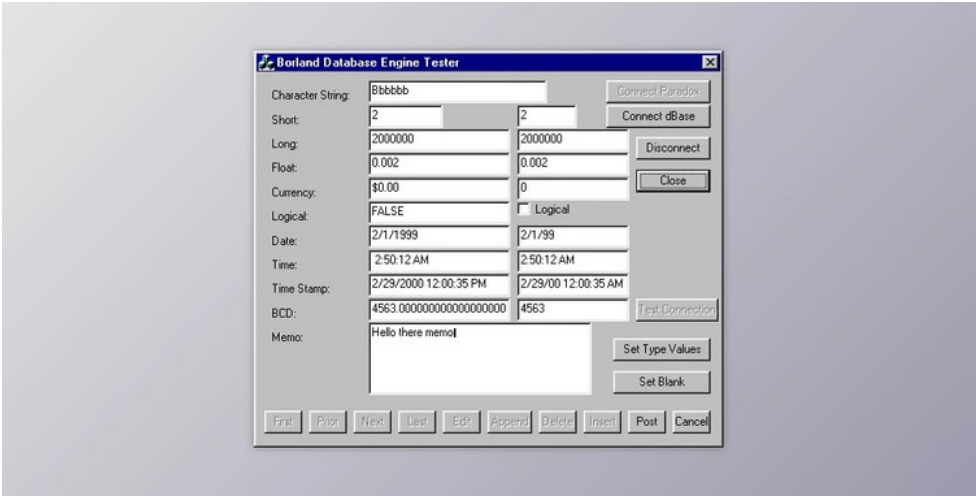 Borland Database Engine Tester
Character String: Bbbbbb Connect Paradox
Short: 2 2 Connect dBase
Long: 2000000 2000000 Disconnect
Float: 0.002 0.002
Currency: $0.00 0 Close
Logical: FALSE Logical
Date: 2/1/1999 2/1/99
Time: 2:50:12 AM 2:50:12 AM
Time Stamp: 2/29/2000 12:00:35 PM 2/29/00 12:00:35 AM
BCD: 4563.000000000000000000 4563 Test Connection
Memo: Hello there memo
Set Type Values
Set Blank
First Prior Next Last Edit Append Delete Insert Post Cancel